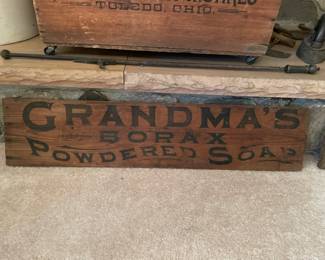 TOLEDO, OHIO.
GRANDMA'S
BORAX
POWDERED SOAP